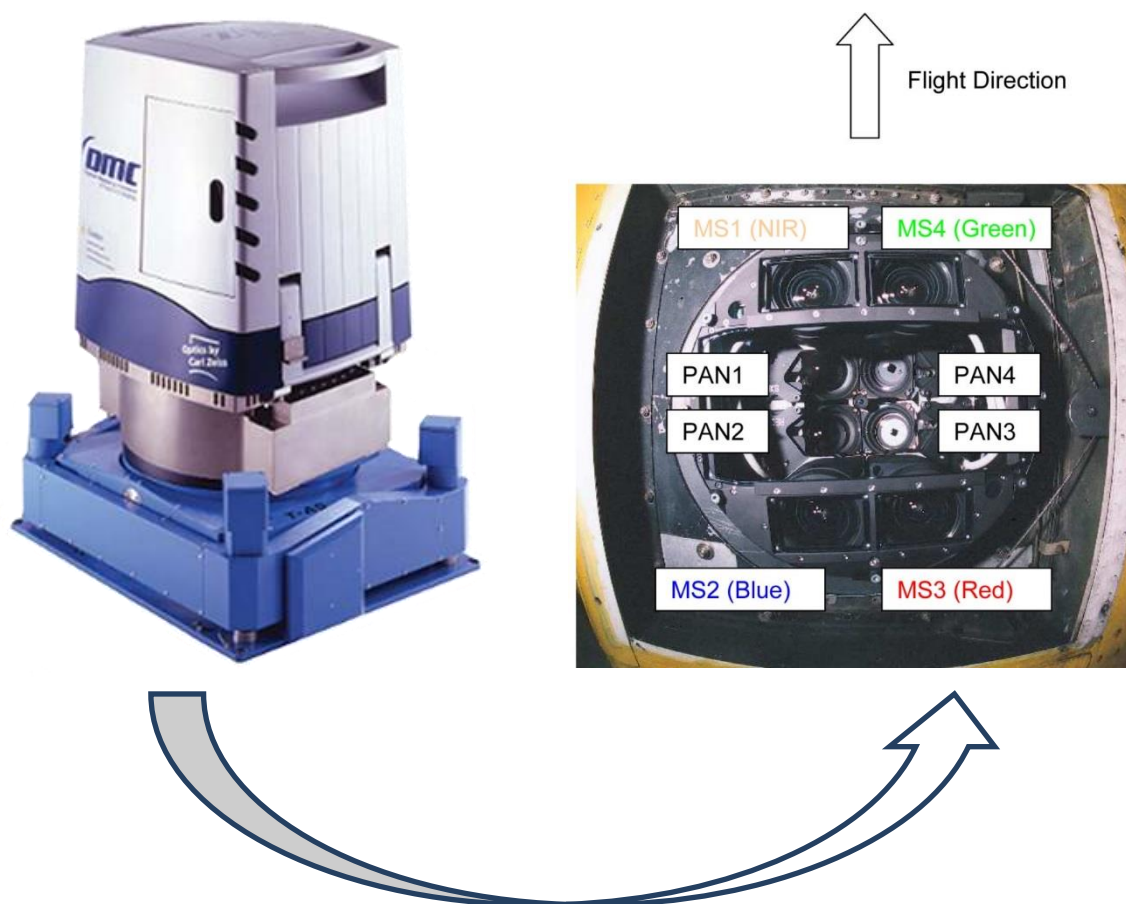 Flight Direction
DMC
Optics by
Carl Zeiss
T-AS
MS1 (NIR)
MS4 (Green)
PAN1
PAN4
PAN2
PAN3
MS2 (Blue)
MS3 (Red)